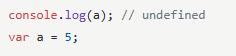 console.log(a); // undefined
var a = 5;